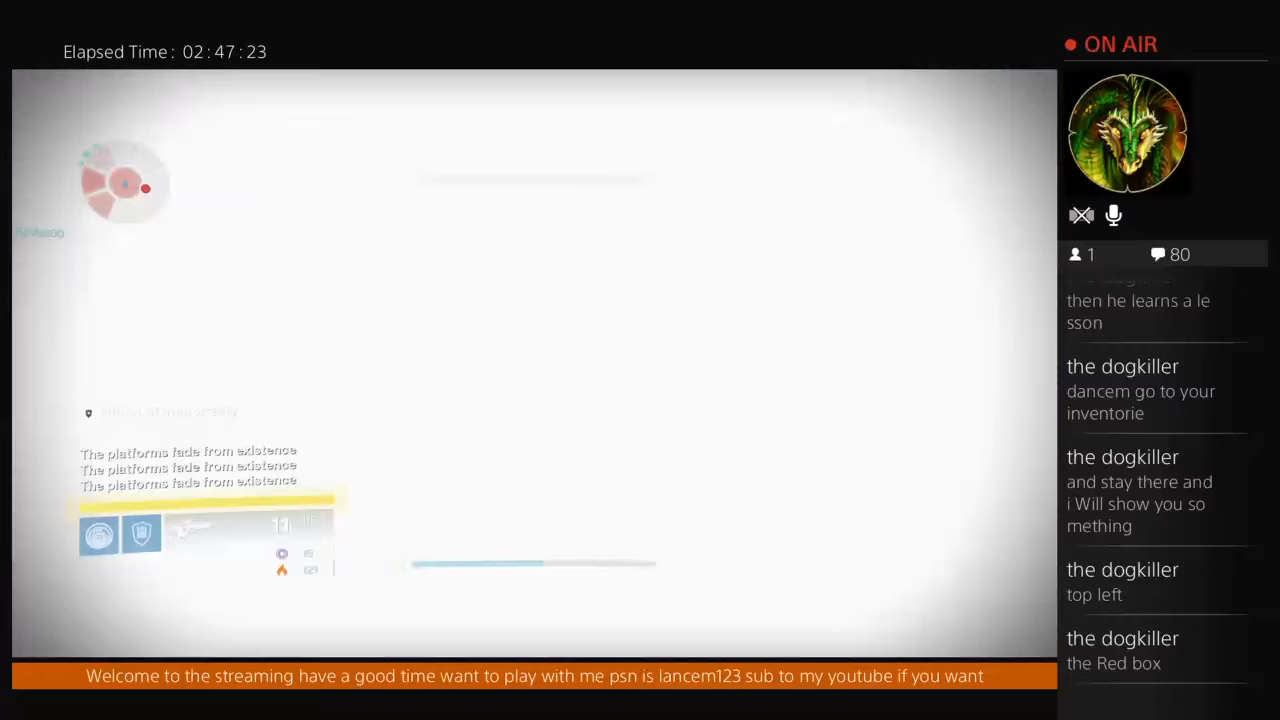 Elapsed Time: 02:47:23
ON AIR
1
80
then he learns a le
sson
the dogkiller
dancem go to your
inventorie
the dogkiller
and stay there and
i Will show you so
mething
the dogkiller
top left
the dogkiller
the Red box
The platforms fade from existence
The platforms fade from existence
The platforms fade from existence
11
15
121
Welcome to the streaming have a good time want to play with me psn is lancem123 sub to my youtube if you want